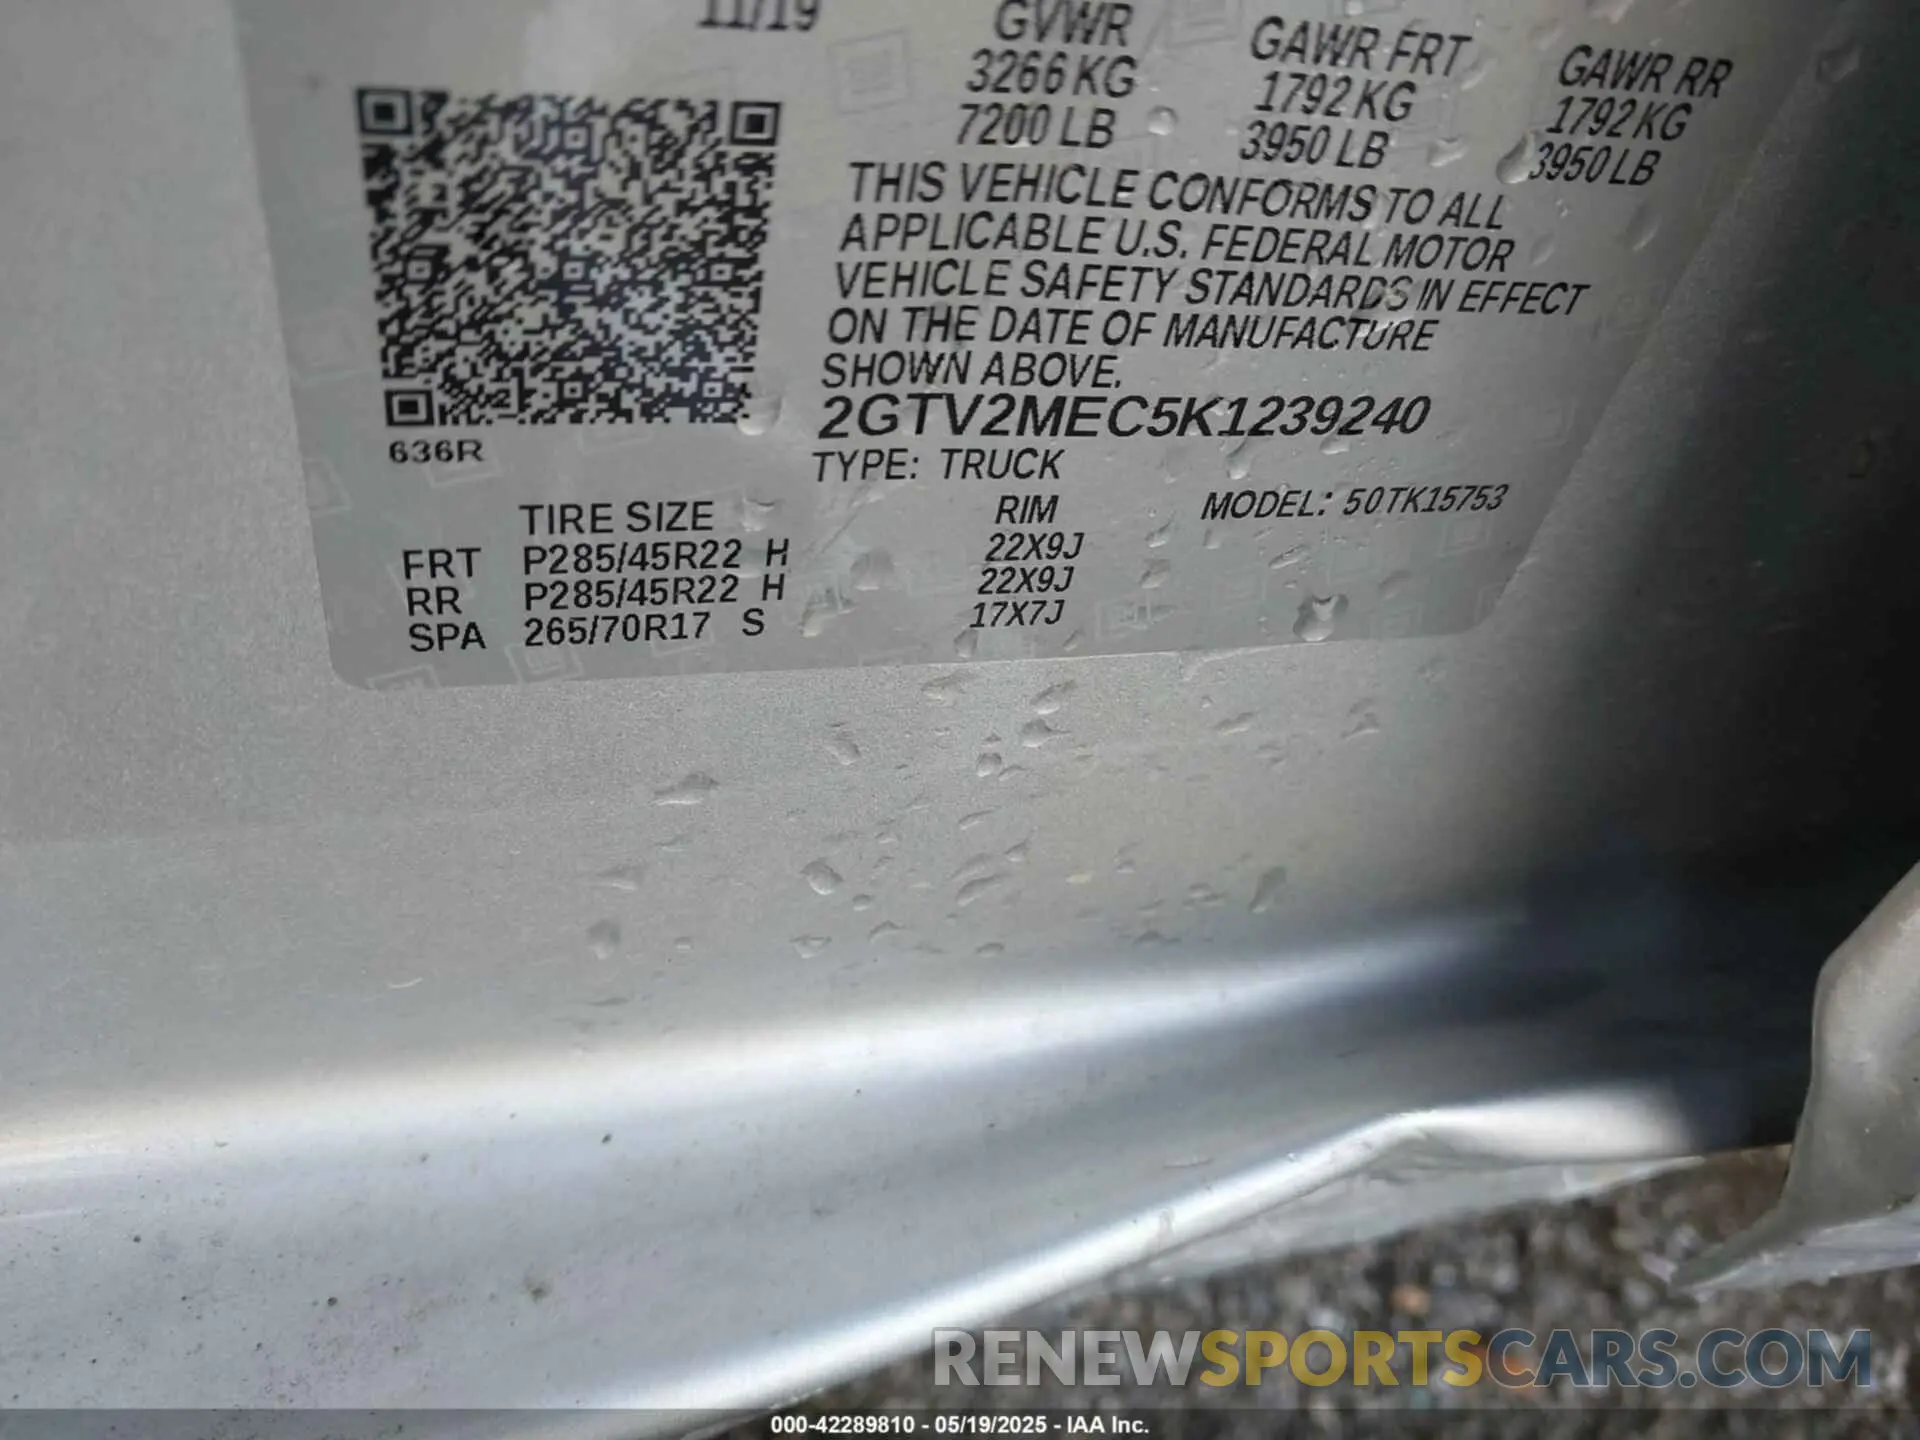 11/19 GVWR GAWR FRT GAWR RR
3266 KG 1792 KG 1792 KG
7200 LB 3950 LB 3950 LB
THIS VEHICLE CONFORMS TO ALL
APPLICABLE U.S. FEDERAL MOTOR
VEHICLE SAFETY STANDARDS IN EFFECT
ON THE DATE OF MANUFACTURE
SHOWN ABOVE.
2GTV2MEC5K1239240
636R
TYPE: TRUCK
TIRE SIZE RIM MODEL: 50TK15753
FRT P285/45R22 H 22X9J
RR P285/45R22 H 22X9J
SPA 265/70R17 S 17X7J
RENEWSPORTSCARS.COM
000-42289810 - 05/19/2025 - IAA Inc.